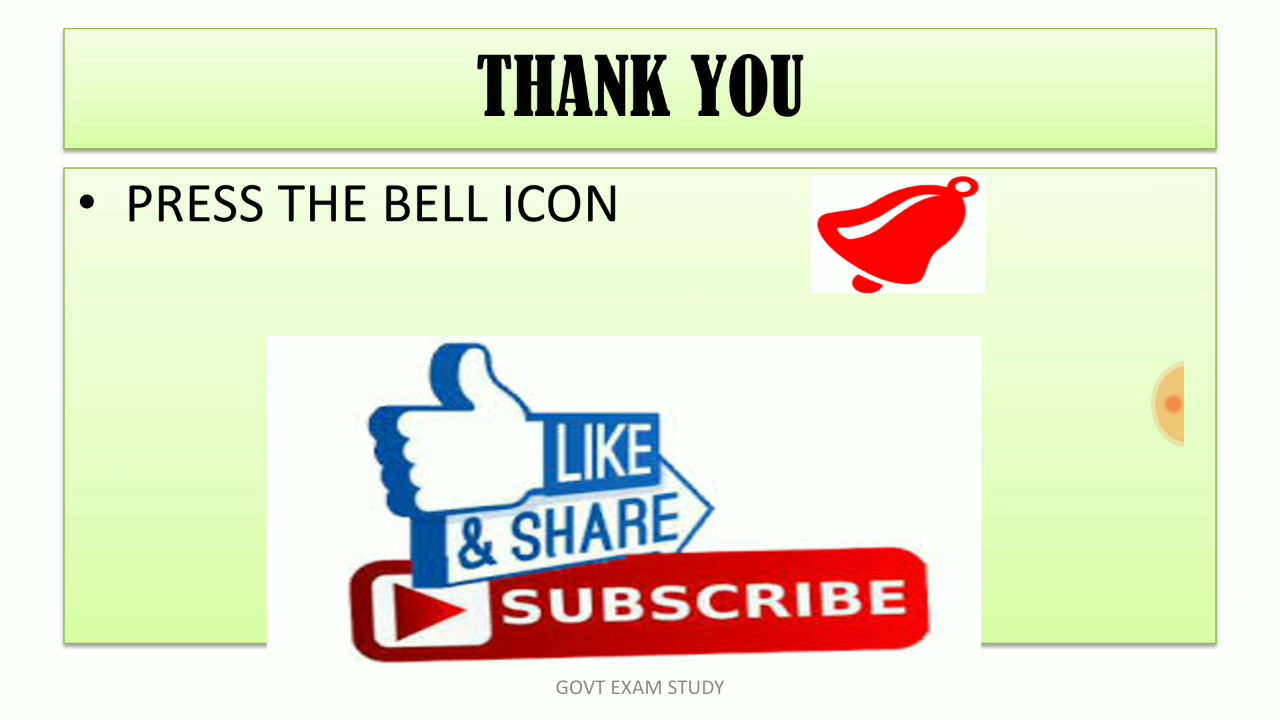 THANK YOU
• PRESS THE BELL ICON
LIKE
& SHARE
SUBSCRIBE
GOVT EXAM STUDY